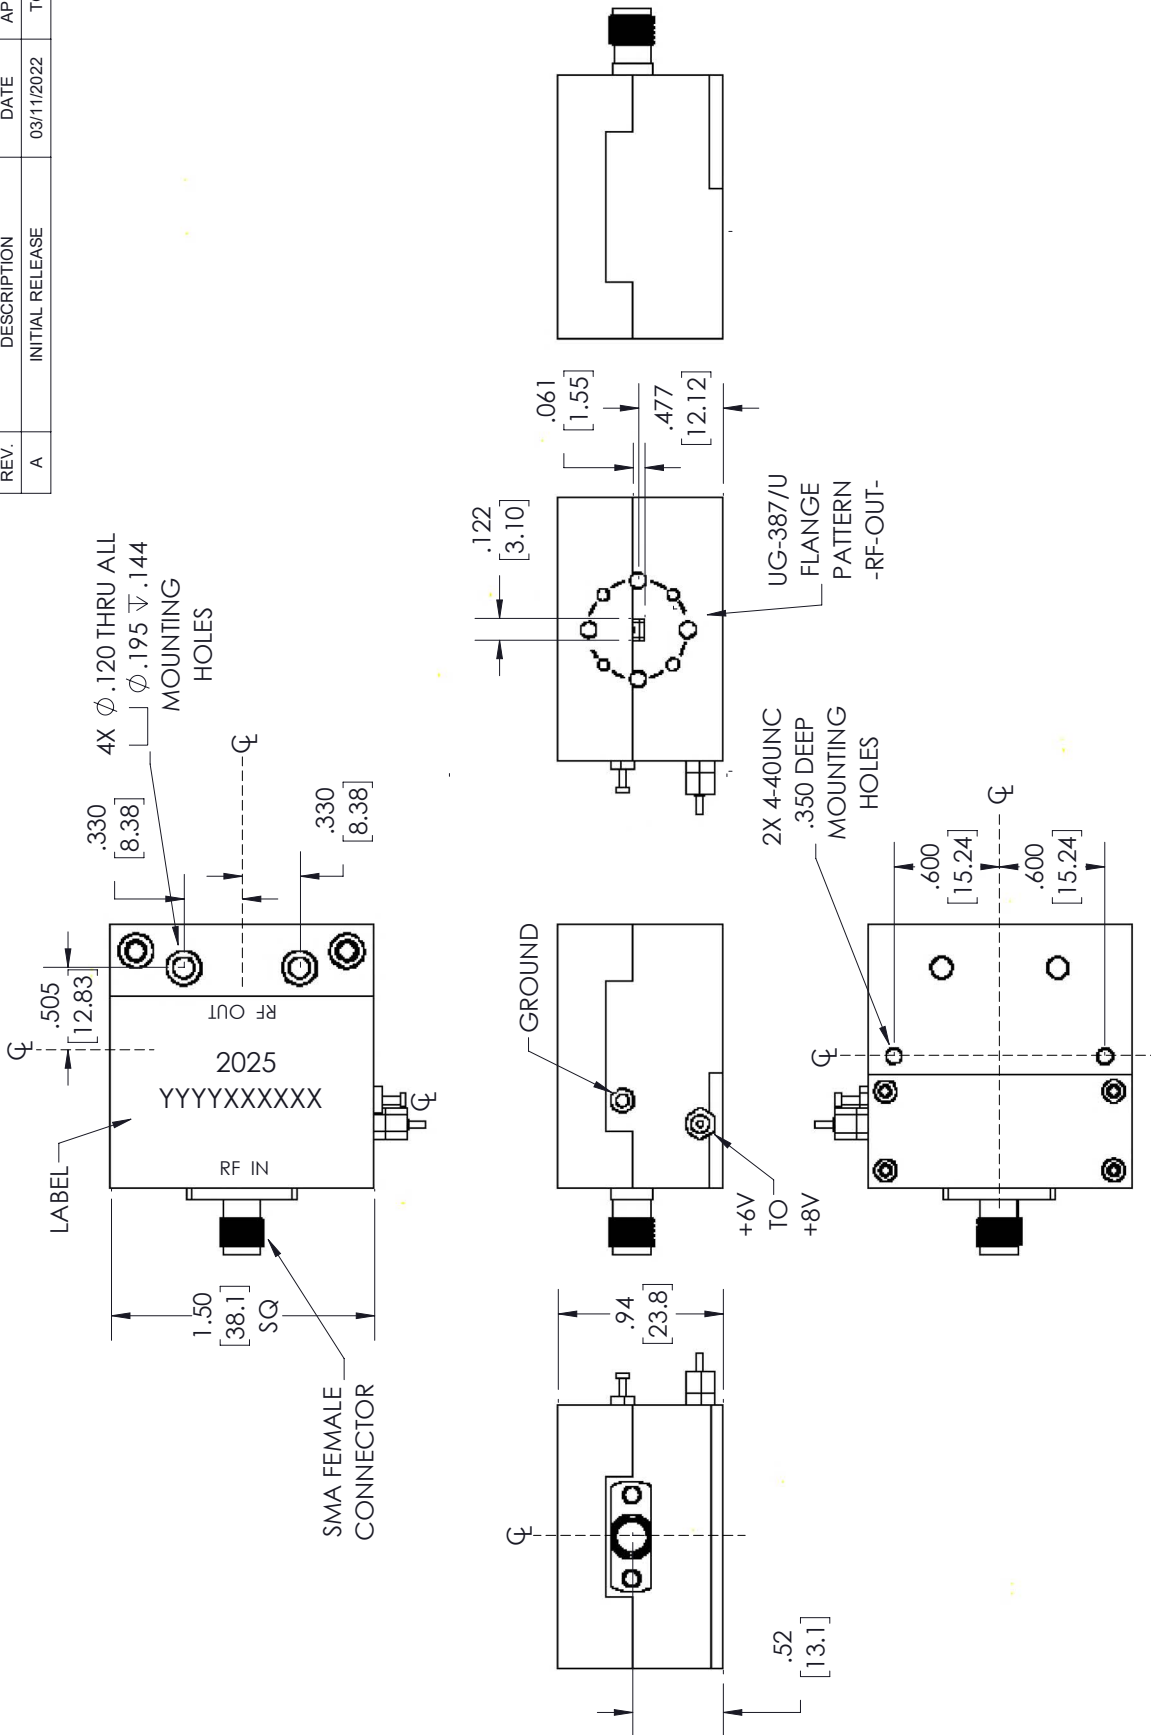 REV. DESCRIPTION DATE
A INITIAL RELEASE 03/11/2022
4X ∅.120 THRU ALL
⌴ ∅.195 ↧.144
MOUNTING
HOLES
.330
[8.38]
.330
[8.38]
℄
.505
[12.83]
℄
LABEL
RF OUT
2025
YYYYXXXXXX
RF IN
℄
1.50
[38.1]
SQ
SMA FEMALE
CONNECTOR
.061
[1.55]
.477
[12.12]
.122
[3.10]
UG-387/U
FLANGE
PATTERN
-RF-OUT-
GROUND
+6V
TO
+8V
.94
[23.8]
℄
.52
[13.1]
2X 4-40UNC
.350 DEEP
MOUNTING
HOLES
℄
.600
[15.24]
.600
[15.24]
℄